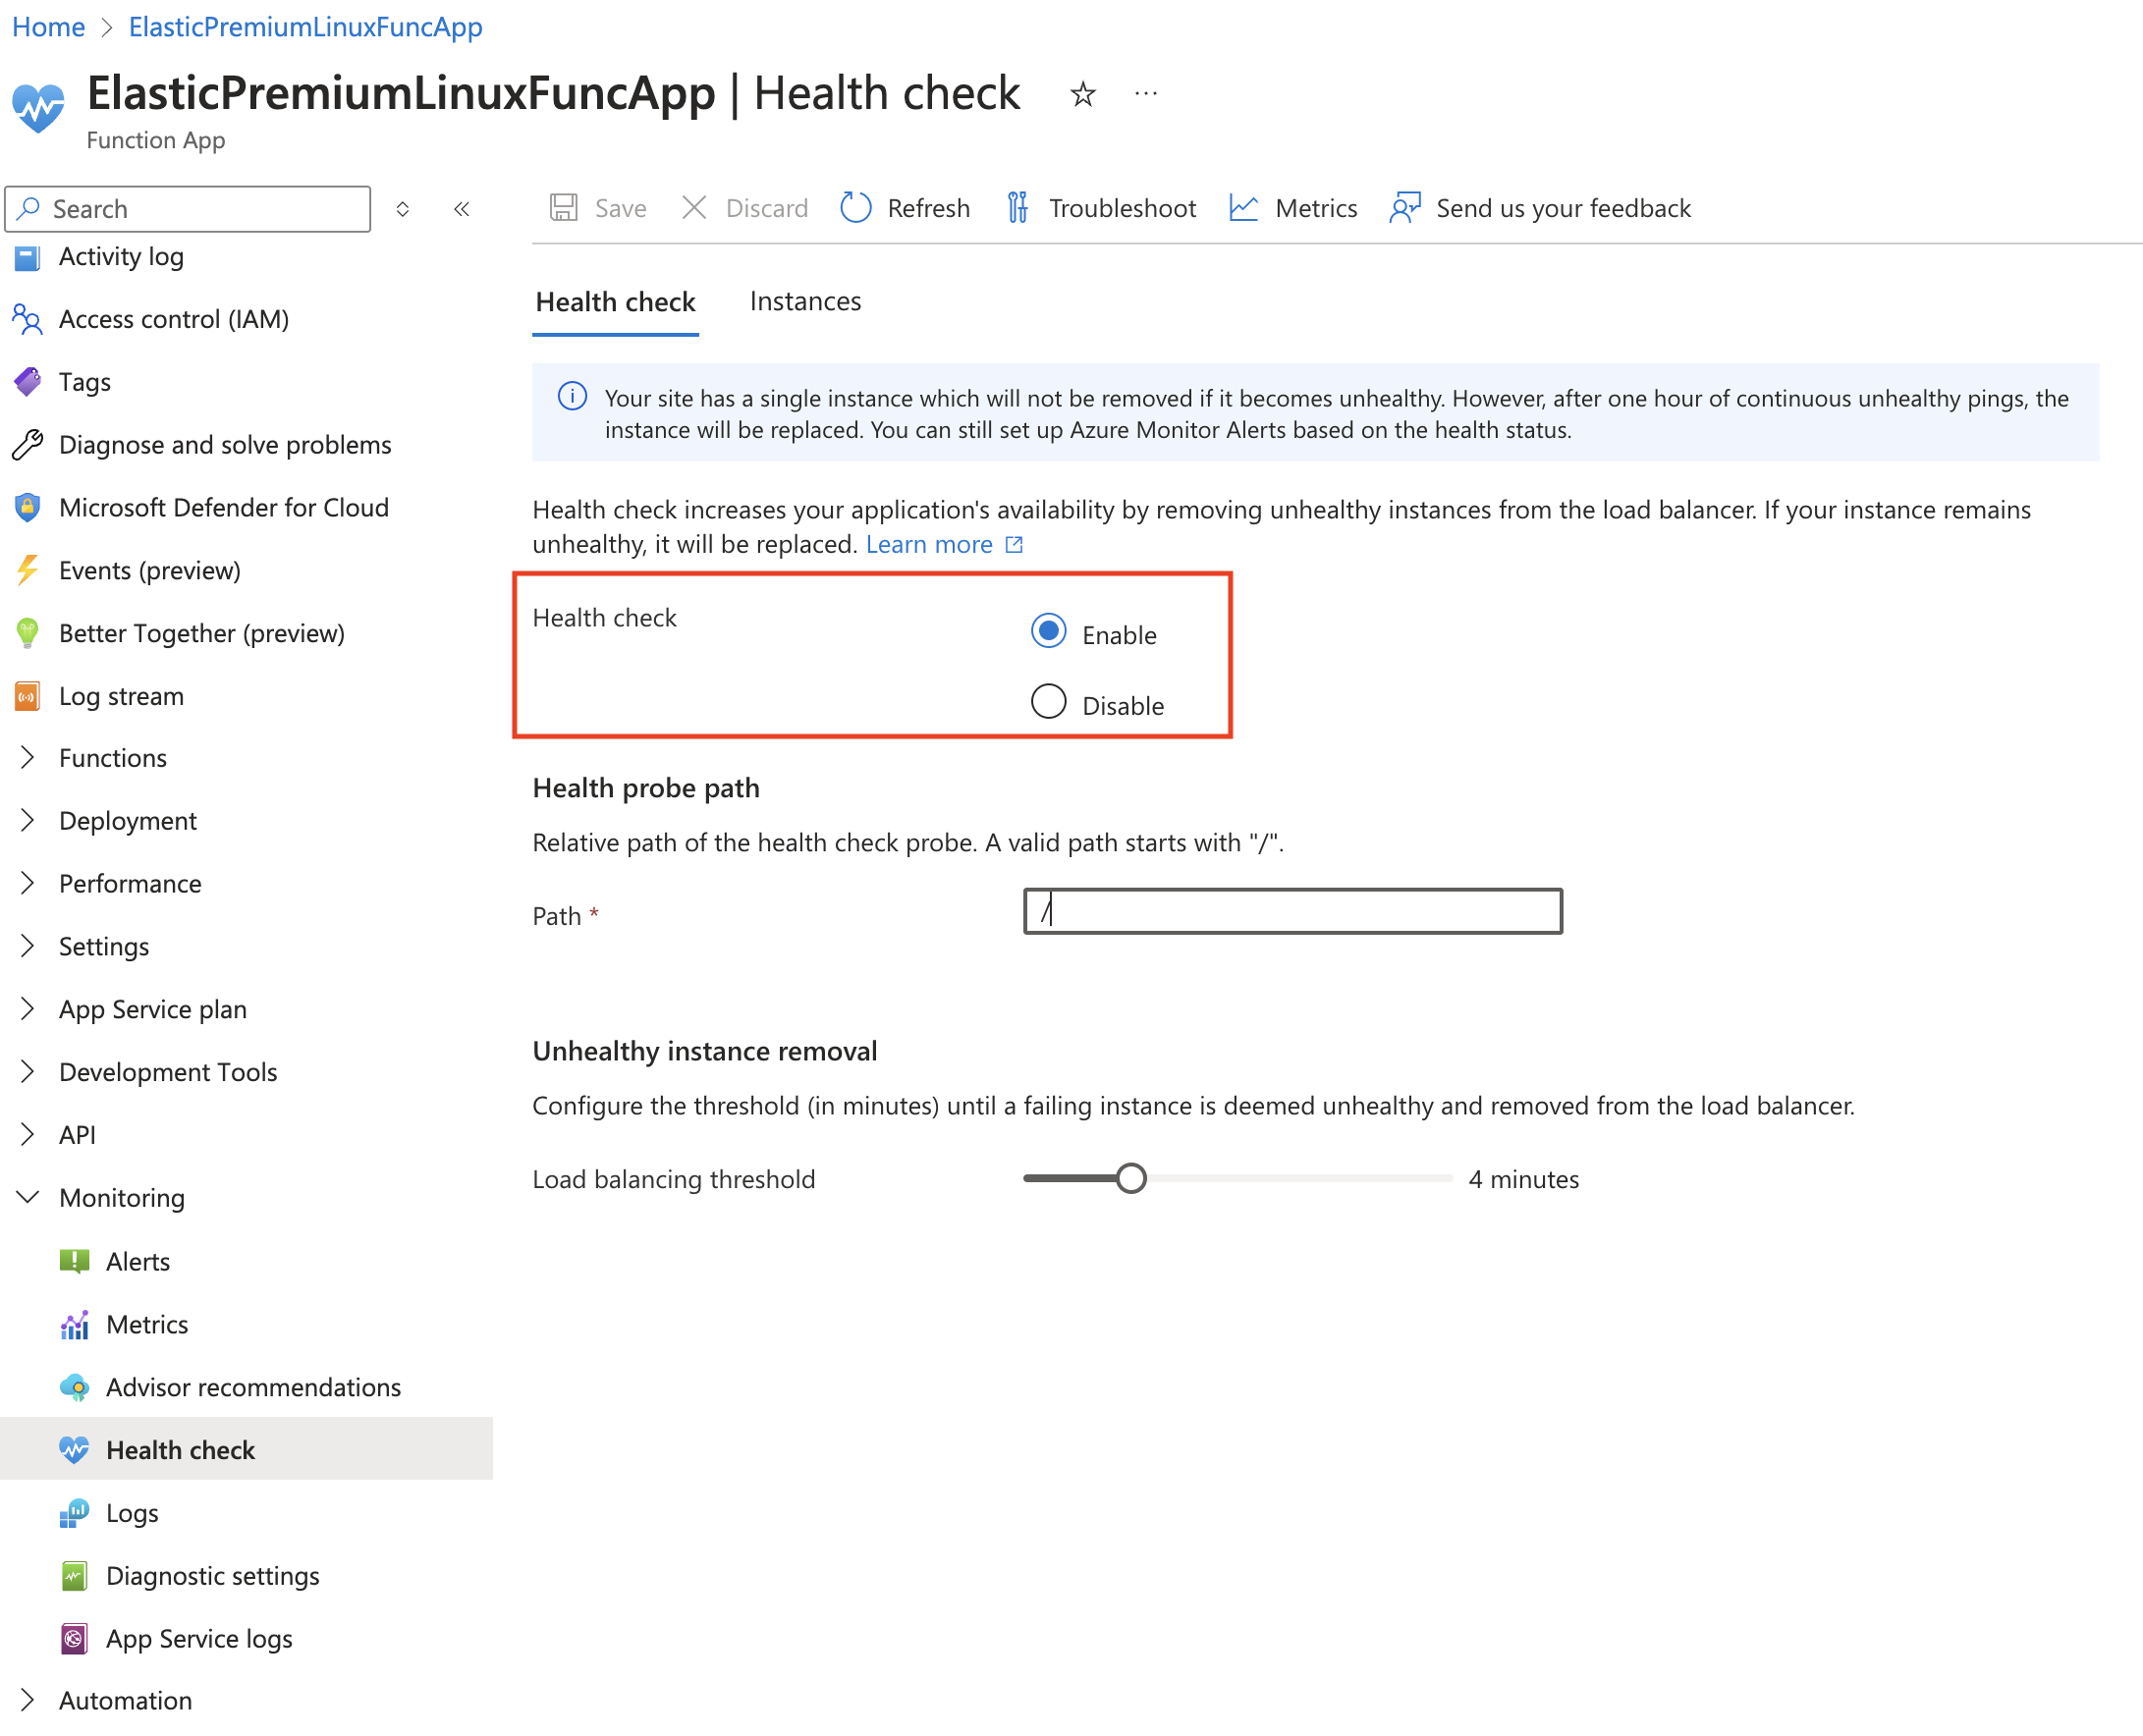 Home > ElasticPremiumLinuxFuncApp
ElasticPremiumLinuxFuncApp | Health check
Function App
Search
Activity log
Access control (IAM)
Tags
Diagnose and solve problems
Microsoft Defender for Cloud
Events (preview)
Better Together (preview)
Log stream
Functions
Deployment
Performance
Settings
App Service plan
Development Tools
API
Monitoring
Alerts
Metrics
Advisor recommendations
Health check
Logs
Diagnostic settings
App Service logs
Automation
Save Discard Refresh Troubleshoot Metrics Send us your feedback
Health check Instances
Your site has a single instance which will not be removed if it becomes unhealthy. However, after one hour of continuous unhealthy pings, the
instance will be replaced. You can still set up Azure Monitor Alerts based on the health status.
Health check increases your application's availability by removing unhealthy instances from the load balancer. If your instance remains
unhealthy, it will be replaced. Learn more
Health check
Enable
Disable
Health probe path
Relative path of the health check probe. A valid path starts with "/".
Path * /
Unhealthy instance removal
Configure the threshold (in minutes) until a failing instance is deemed unhealthy and removed from the load balancer.
Load balancing threshold 4 minutes